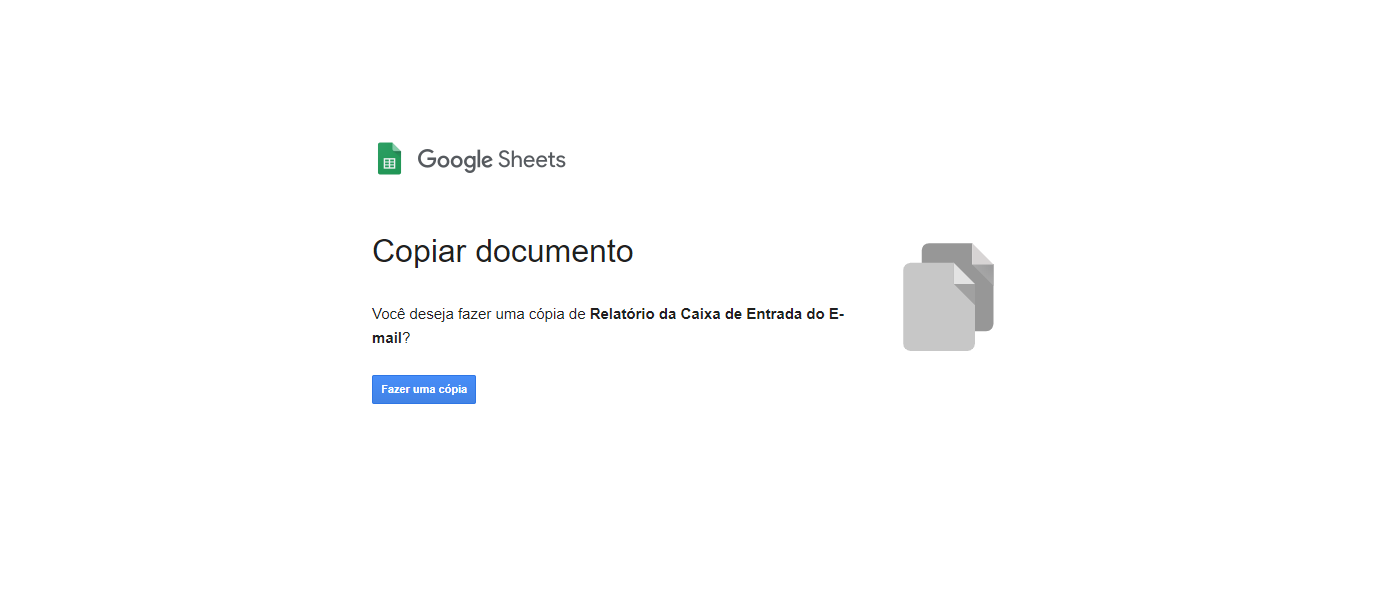 Google Sheets
Copiar documento
Você deseja fazer uma cópia de Relatório da Caixa de Entrada do E-
mail?
Fazer uma cópia